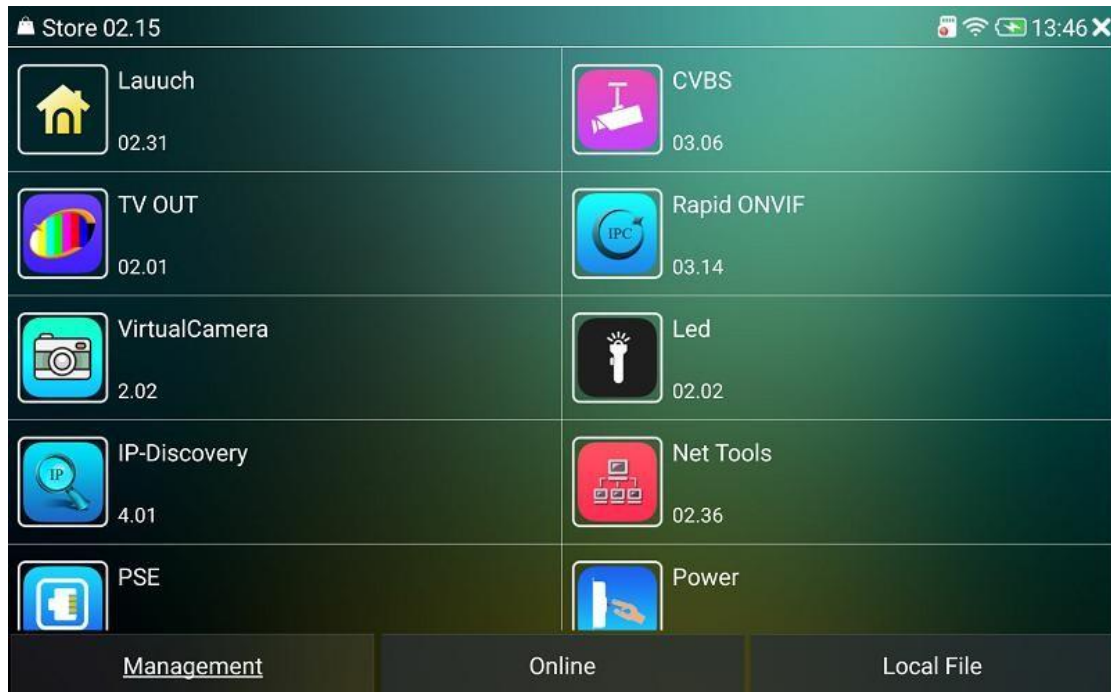 Store 02.15
13:46
Lauuch
02.31
CVBS
03.06
TV OUT
02.01
Rapid ONVIF
IPC
03.14
VirtualCamera
2.02
Led
02.02
IP-Discovery
IP
4.01
Net Tools
02.36
PSE
Power
Management
Online
Local File